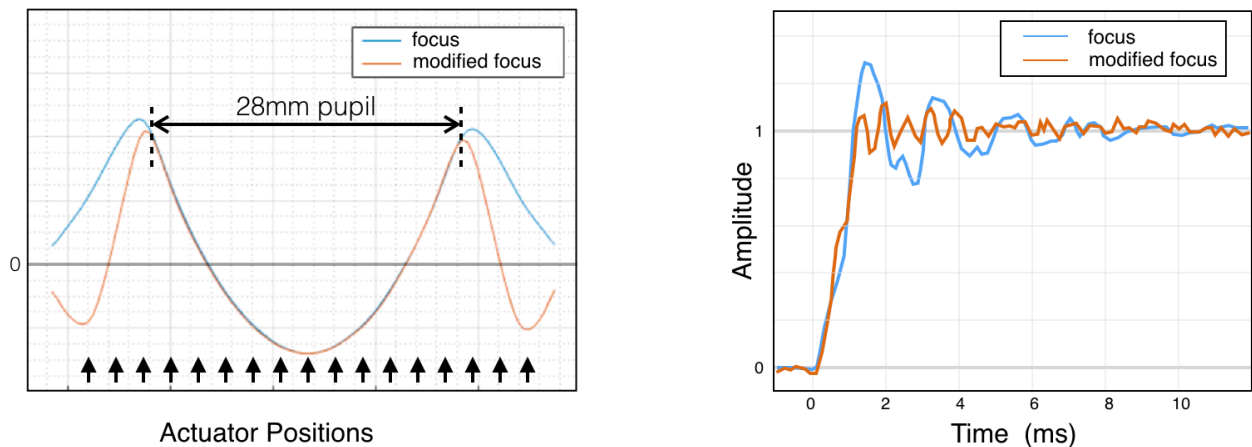 focus
modified focus
28mm pupil
0
Actuator Positions
focus
modified focus
1
0
Amplitude
0
2
4
6
8
10
Time (ms)